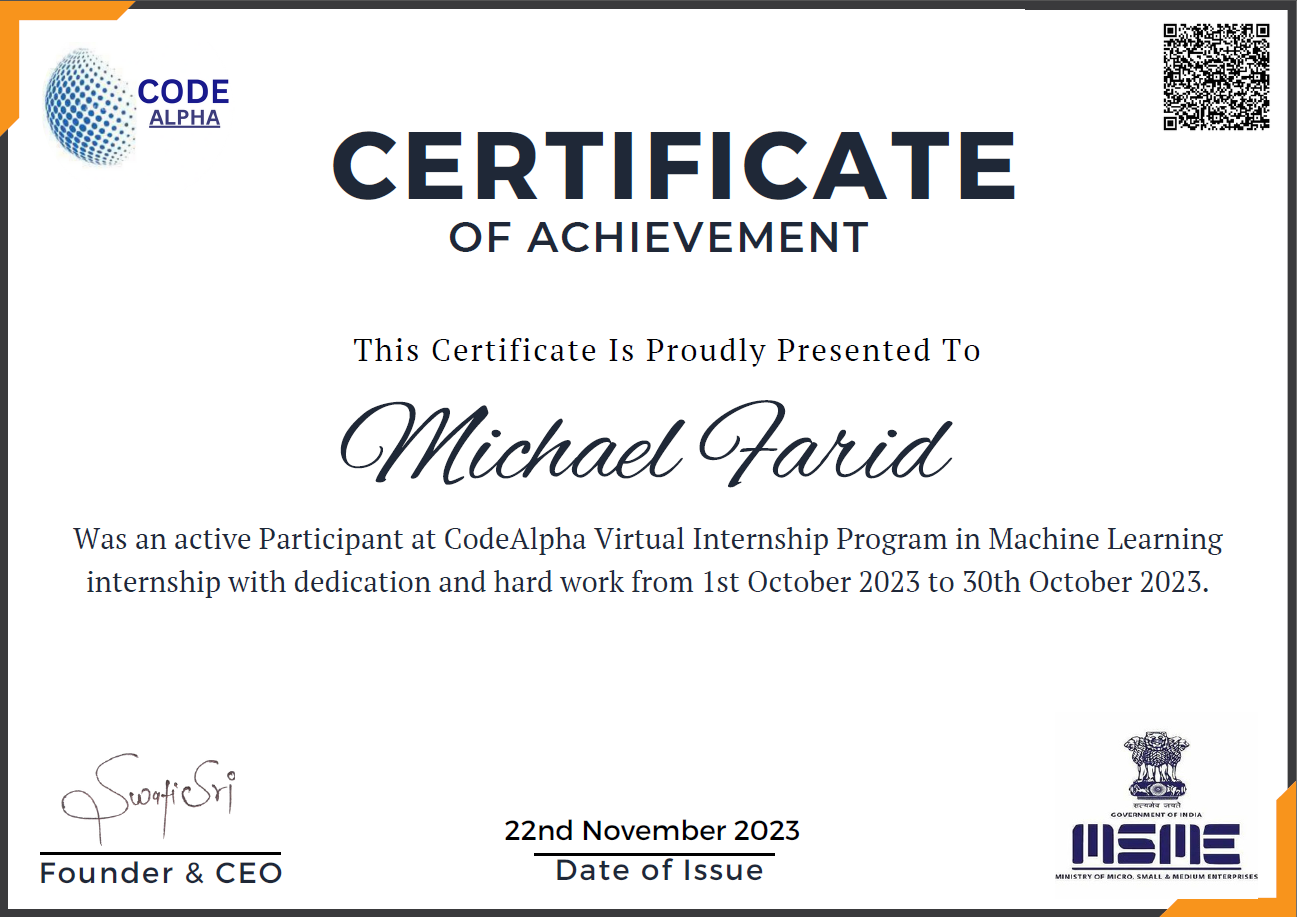 CODE
ALPHA
CERTIFICATE
OF ACHIEVEMENT
This Certificate Is Proudly Presented To
Michael Farid
Was an active Participant at CodeAlpha Virtual Internship Program in Machine Learning
internship with dedication and hard work from 1st October 2023 to 30th October 2023.
SwatiSri
Founder & CEO
22nd November 2023
Date of Issue
सत्यमेव जयते
GOVERNMENT OF INDIA
MSME
MINISTRY OF MICRO, SMALL & MEDIUM ENTERPRISES